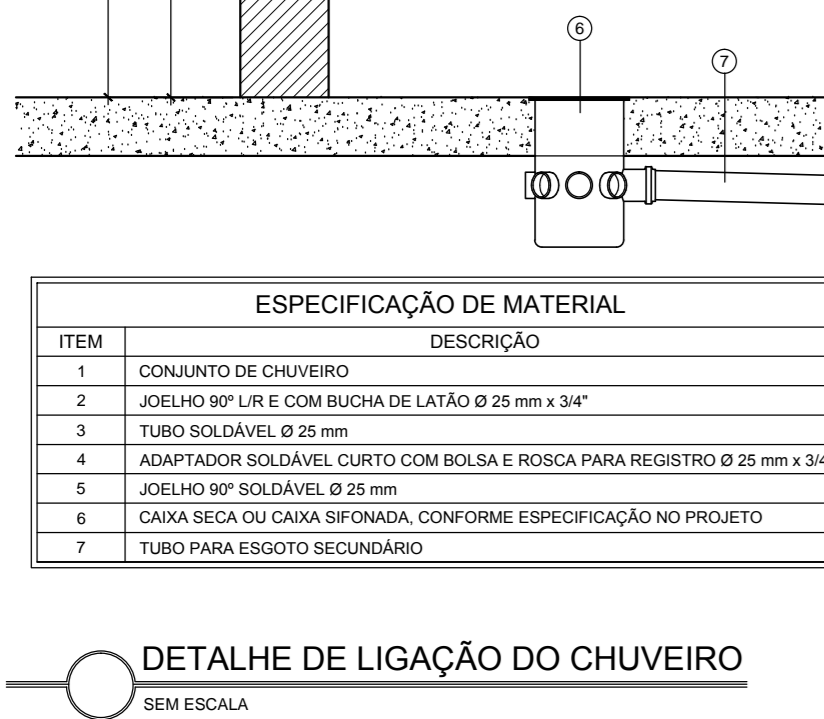 6
7
ESPECIFICAÇÃO DE MATERIAL
ITEM DESCRIÇÃO
1 CONJUNTO DE CHUVEIRO
2 JOELHO 90º L/R E COM BUCHA DE LATÃO Ø 25 mm x 3/4"
3 TUBO SOLDÁVEL Ø 25 mm
4 ADAPTADOR SOLDÁVEL CURTO COM BOLSA E ROSCA PARA REGISTRO Ø 25 mm x 3/4
5 JOELHO 90º SOLDÁVEL Ø 25 mm
6 CAIXA SECA OU CAIXA SIFONADA, CONFORME ESPECIFICAÇÃO NO PROJETO
7 TUBO PARA ESGOTO SECUNDÁRIO
DETALHE DE LIGAÇÃO DO CHUVEIRO
SEM ESCALA